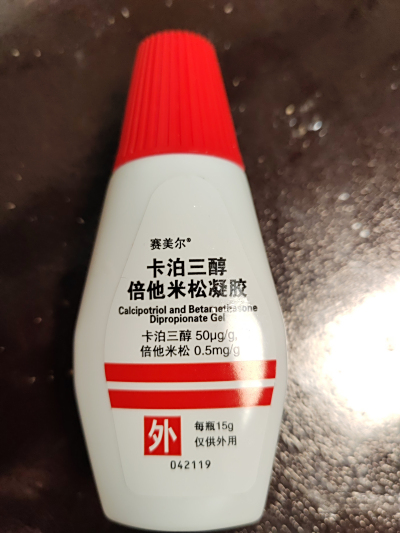 赛美尔®
卡泊三醇
倍他米松凝胶
Calcipotriol and Betamethasone
Dipropionate Gel
卡泊三醇 50μg/g,
倍他米松 0.5mg/g
外
每瓶15g
仅供外用
042119